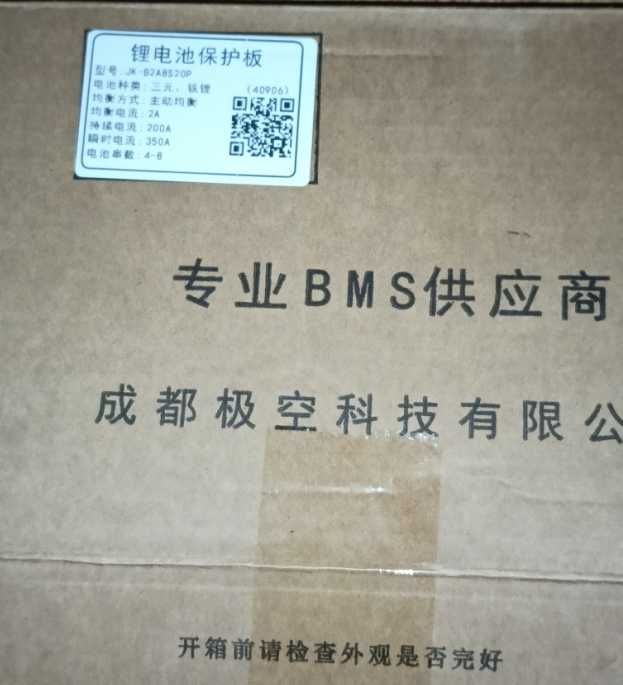 锂电池保护板
型号:JK-B2A8S20P
电池种类:三元、铁锂
(40906)
均衡方式:主动均衡
均衡电流:2A
持续电流:200A
瞬时电流:350A
电池串截:4-8
专业BMS供应商
成都极空科技有限公
开箱前请检查外观是否完好